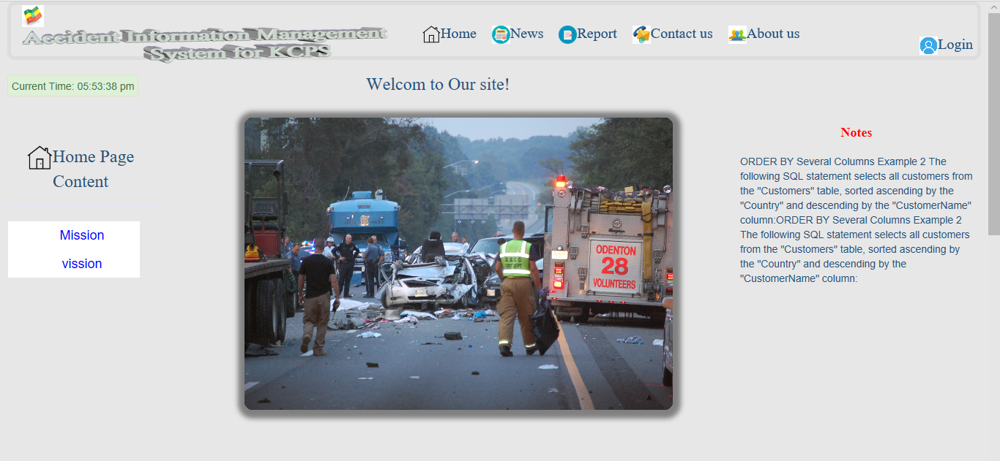 Accident Information Management
System for KCPS
Home
News
Report
Contact us
About us
Login
Current Time: 05:53:38 pm
Welcom to Our site!
Home Page
Content
Mission
vission
ODENTON
28
VOLUNTEERS
Notes
ORDER BY Several Columns Example 2 The
following SQL statement selects all customers from
the "Customers" table, sorted ascending by the
"Country" and descending by the "CustomerName"
column:ORDER BY Several Columns Example 2
The following SQL statement selects all customers
from the "Customers" table, sorted ascending by
the "Country" and descending by the
"CustomerName" column: